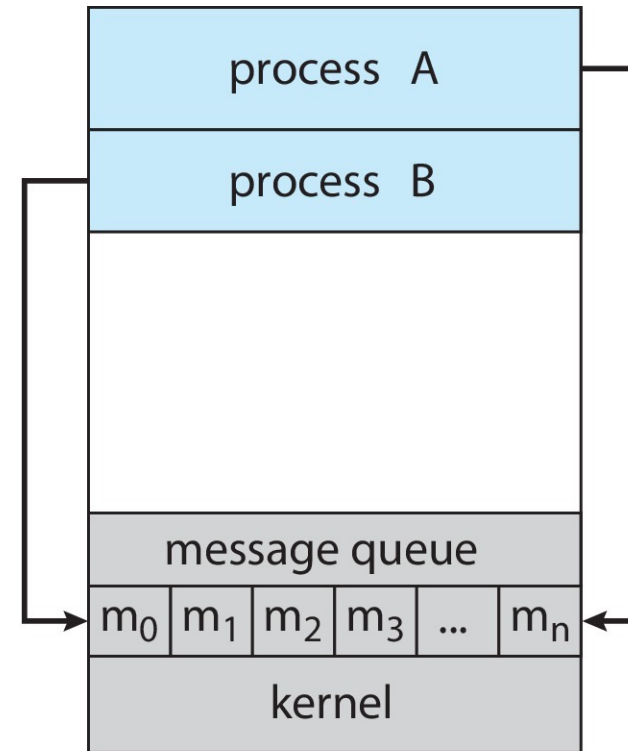 process A
process B
message queue
m₀ m₁ m₂ m₃ ... mₙ
kernel